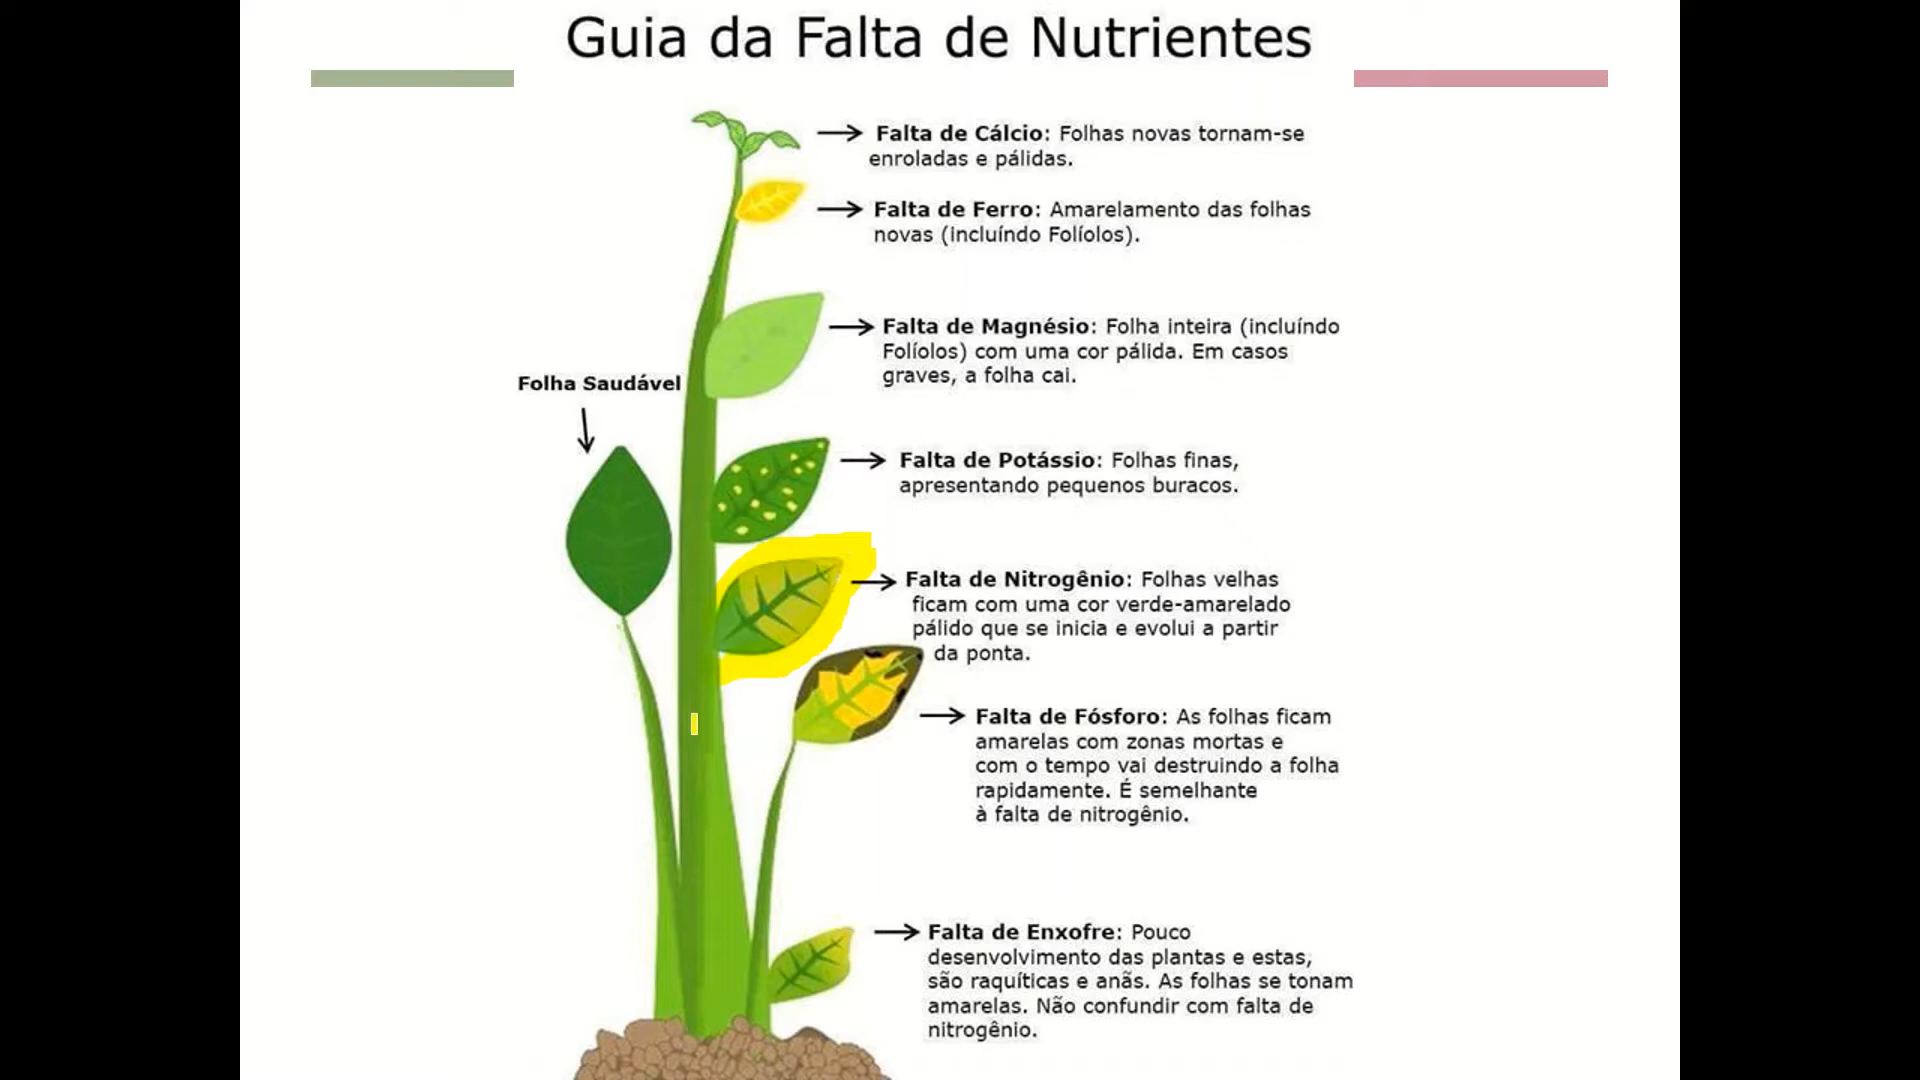 Guia da Falta de Nutrientes
Falta de Cálcio: Folhas novas tornam-se
enroladas e pálidas.
Falta de Ferro: Amarelamento das folhas
novas (incluíndo Folíolos).
Falta de Magnésio: Folha inteira (incluíndo
Folíolos) com uma cor pálida. Em casos
graves, a folha cai.
Folha Saudável
Falta de Potássio: Folhas finas,
apresentando pequenos buracos.
Falta de Nitrogênio: Folhas velhas
ficam com uma cor verde-amarelado
pálido que se inicia e evolui a partir
da ponta.
Falta de Fósforo: As folhas ficam
amarelas com zonas mortas e
com o tempo vai destruindo a folha
rapidamente. É semelhante
à falta de nitrogênio.
Falta de Enxofre: Pouco
desenvolvimento das plantas e estas,
são raquíticas e anãs. As folhas se tonam
amarelas. Não confundir com falta de
nitrogênio.